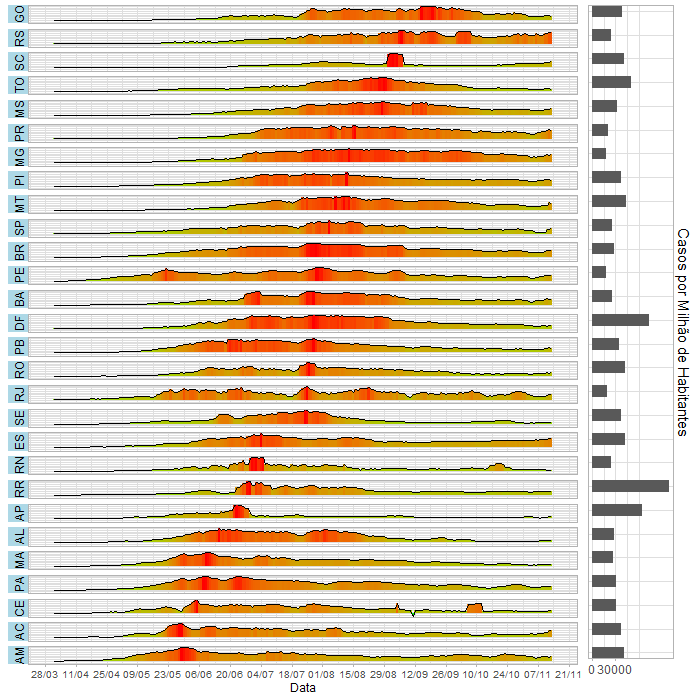 GO
RS
SC
TO
MS
PR
MG
PI
MT
SP
BR
PE
BA
DF
PB
RO
RJ
SE
ES
RN
RR
AP
AL
MA
PA
CE
AC
AM
28/03 11/04 25/04 09/05 23/05 06/06 20/06 04/07 18/07 01/08 15/08 29/08 12/09 26/09 10/10 24/10 07/11 21/11
Data
0 30000
Casos por Milhão de Habitantes